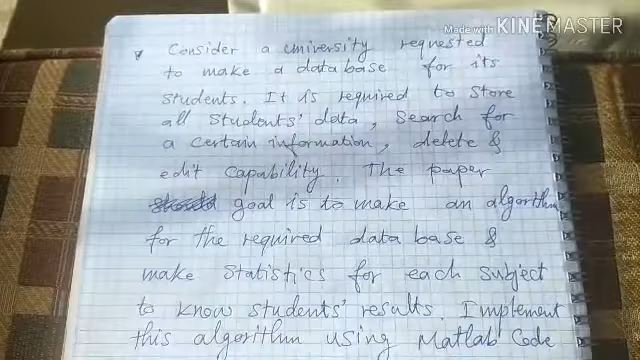 Made with KINEMASTER
Consider a university requested
to make a database for its
students. It is required to store
all students' data, Search for
a certain information, delete &
edit capability. The paper
goal is to make an algorithm
for the required data base &
make statistics for each subject
to know students' results. Implement
this algorithm using Matlab Code